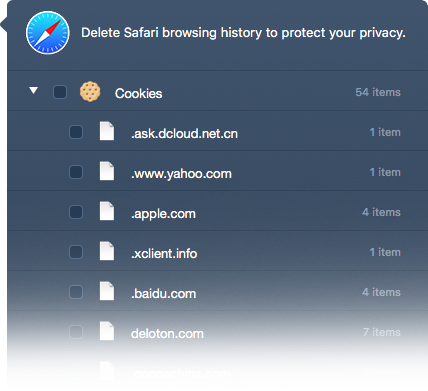 Delete Safari browsing history to protect your privacy.
Cookies 54 items
.ask.dcloud.net.cn 1 item
.www.yahoo.com 1 item
.apple.com 4 items
.xclient.info 1 item
.baidu.com 4 items
deloton.com 7 items